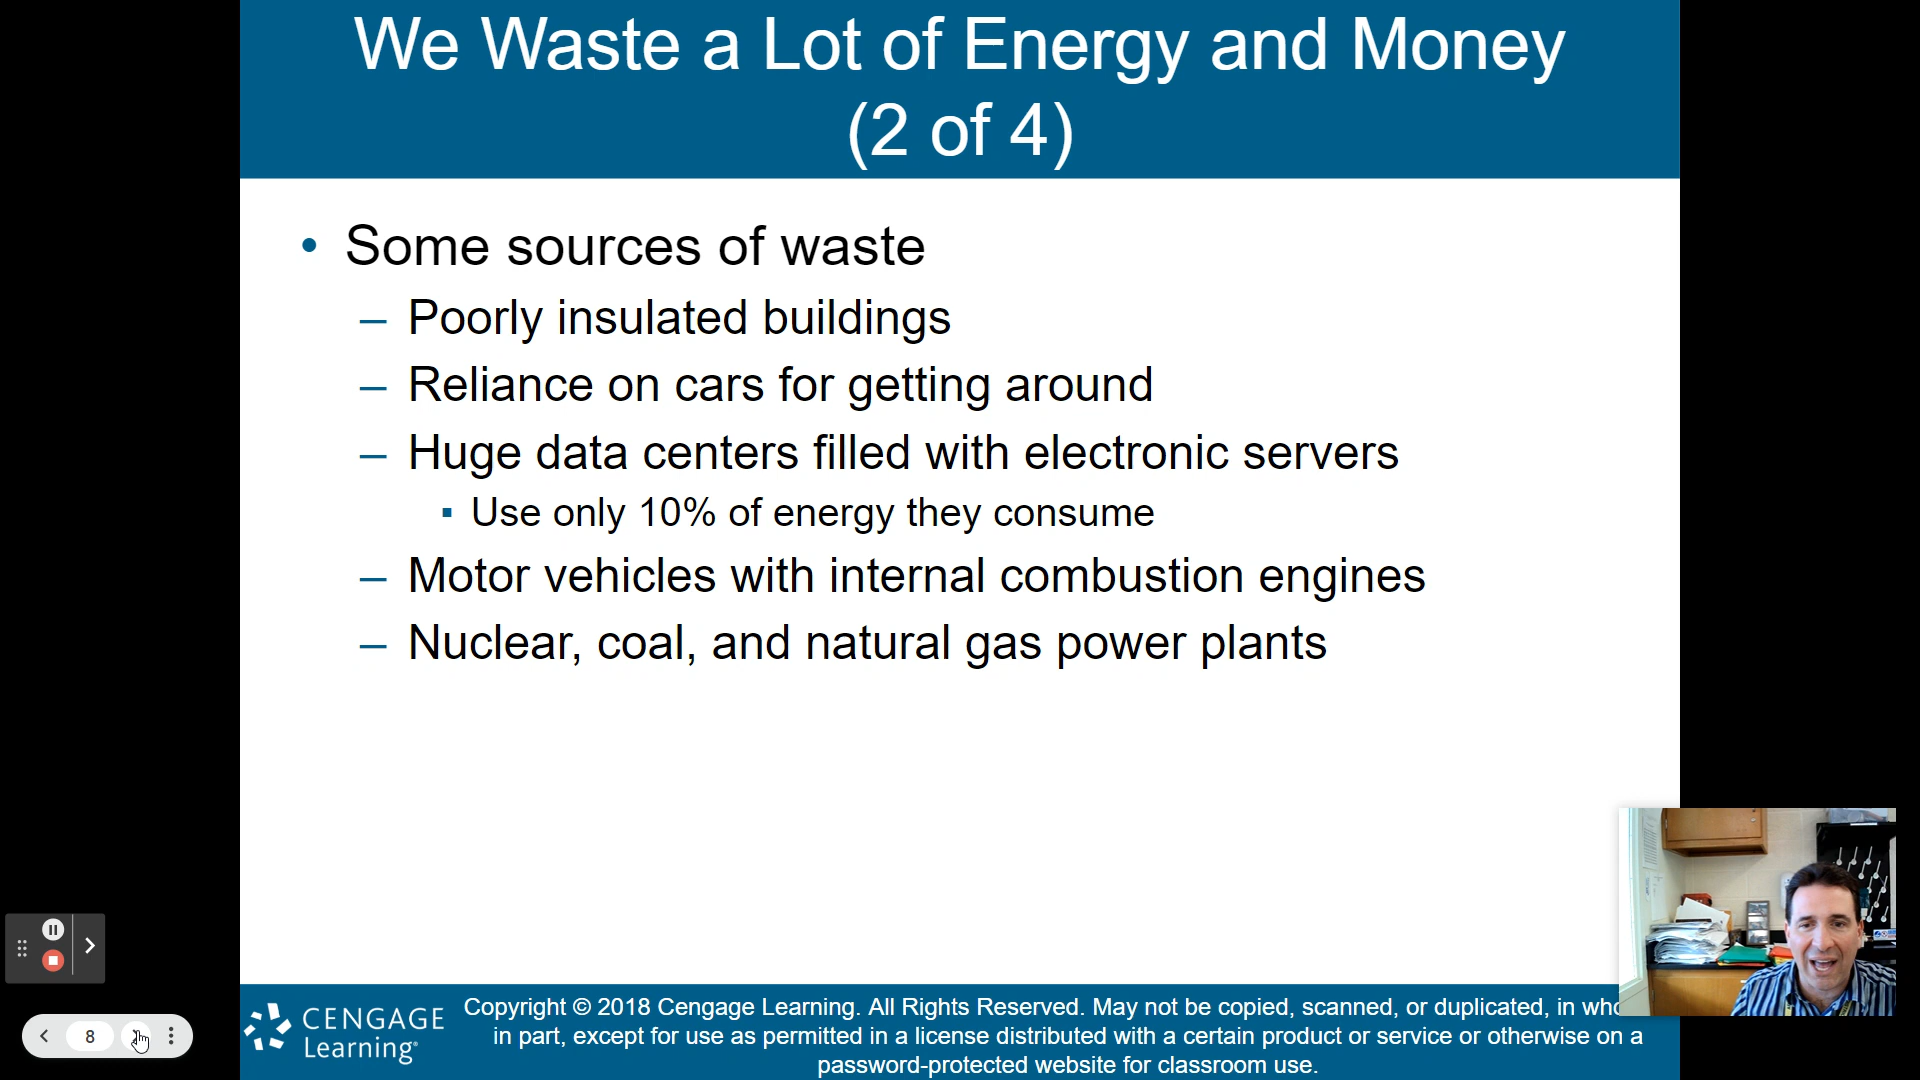 We Waste a Lot of Energy and Money
(2 of 4)
• Some sources of waste
– Poorly insulated buildings
– Reliance on cars for getting around
– Huge data centers filled with electronic servers
▪ Use only 10% of energy they consume
– Motor vehicles with internal combustion engines
– Nuclear, coal, and natural gas power plants
8
CENGAGE
Learning
Copyright © 2018 Cengage Learning. All Rights Reserved. May not be copied, scanned, or duplicated, in
in part, except for use as permitted in a license distributed with a certain product or service or otherwise on a
password-protected website for classroom use.